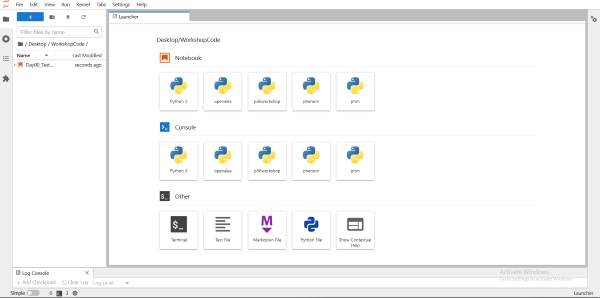 File Edit View Run Kernel Tabs Settings Help
Launcher
Filter files by name
/ Desktop / WorkshopCode /
Name Last Modified
Day00_Test... seconds ago
Desktop/WorkshopCode
Notebook
Python 3 openalea p36workshop phenum phm
Console
Python 3 openalea p36workshop phenum phm
Other
Terminal Text File Markdown File Python File Show Contextual
Help
Log Console
Add Checkpoint Clear Log Log Level
Activate Windows
Go to Settings to activate Windows.
Simple 0 3 Launcher